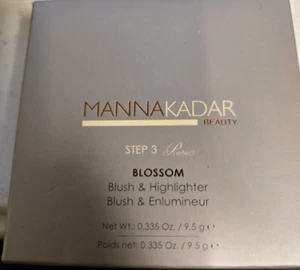 MANNAKADAR
BEAUTY
STEP 3 Perfect
BLOSSOM
Blush & Highlighter
Blush & Enlumineur
Net Wt.: 0.335 Oz. / 9.5 g e
Poids net: 0.335 Oz. / 9.5 g e